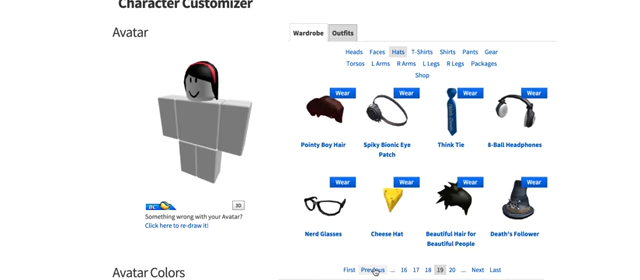 Character Customizer
Avatar
Wardrobe Outfits
Heads Faces Hats T-Shirts Shirts Pants Gear
Torsos L Arms R Arms L Legs R Legs Packages
Shop
Wear Wear Wear Wear
Pointy Boy Hair Spiky Bionic Eye Patch Think Tie 8-Ball Headphones
Wear Wear Wear Wear
Nerd Glasses Cheese Hat Beautiful Hair for Beautiful People Death's Follower
BC 3D
Something wrong with your Avatar?
Click here to re-draw it!
First Previous ... 16 17 18 19 20 ... Next Last
Avatar Colors